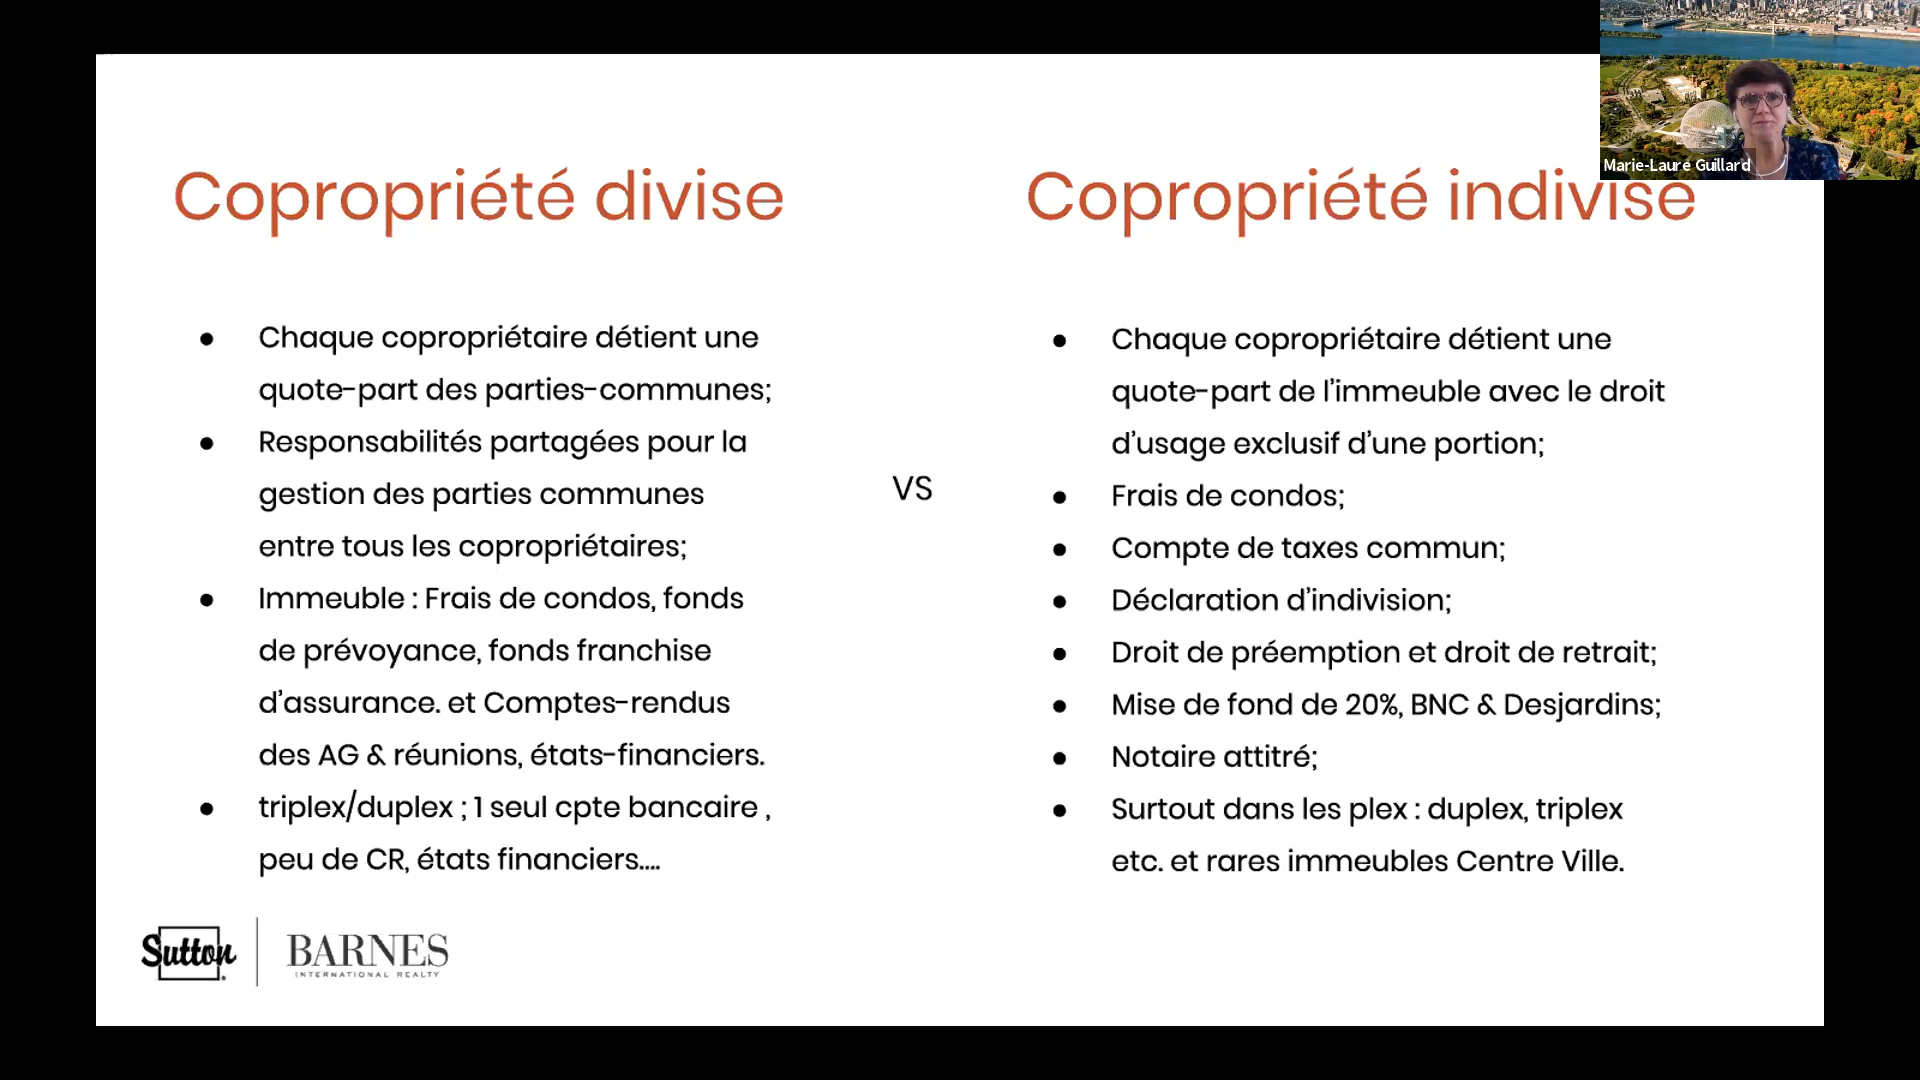 Marie-Laure Guillard
Copropriété divise
Chaque copropriétaire détient une
quote-part des parties-communes;
Responsabilités partagées pour la
gestion des parties communes
entre tous les copropriétaires;
Immeuble : Frais de condos, fonds
de prévoyance, fonds franchise
d'assurance. et Comptes-rendus
des AG & réunions, états-financiers.
triplex/duplex ; 1 seul cpte bancaire ,
peu de CR, états financiers....
VS
Copropriété indivise
Chaque copropriétaire détient une
quote-part de l'immeuble avec le droit
d'usage exclusif d'une portion;
Frais de condos;
Compte de taxes commun;
Déclaration d'indivision;
Droit de préemption et droit de retrait;
Mise de fond de 20%, BNC & Desjardins;
Notaire attitré;
Surtout dans les plex : duplex, triplex
etc. et rares immeubles Centre Ville.
Sutton
BARNES
INTERNATIONAL REALTY